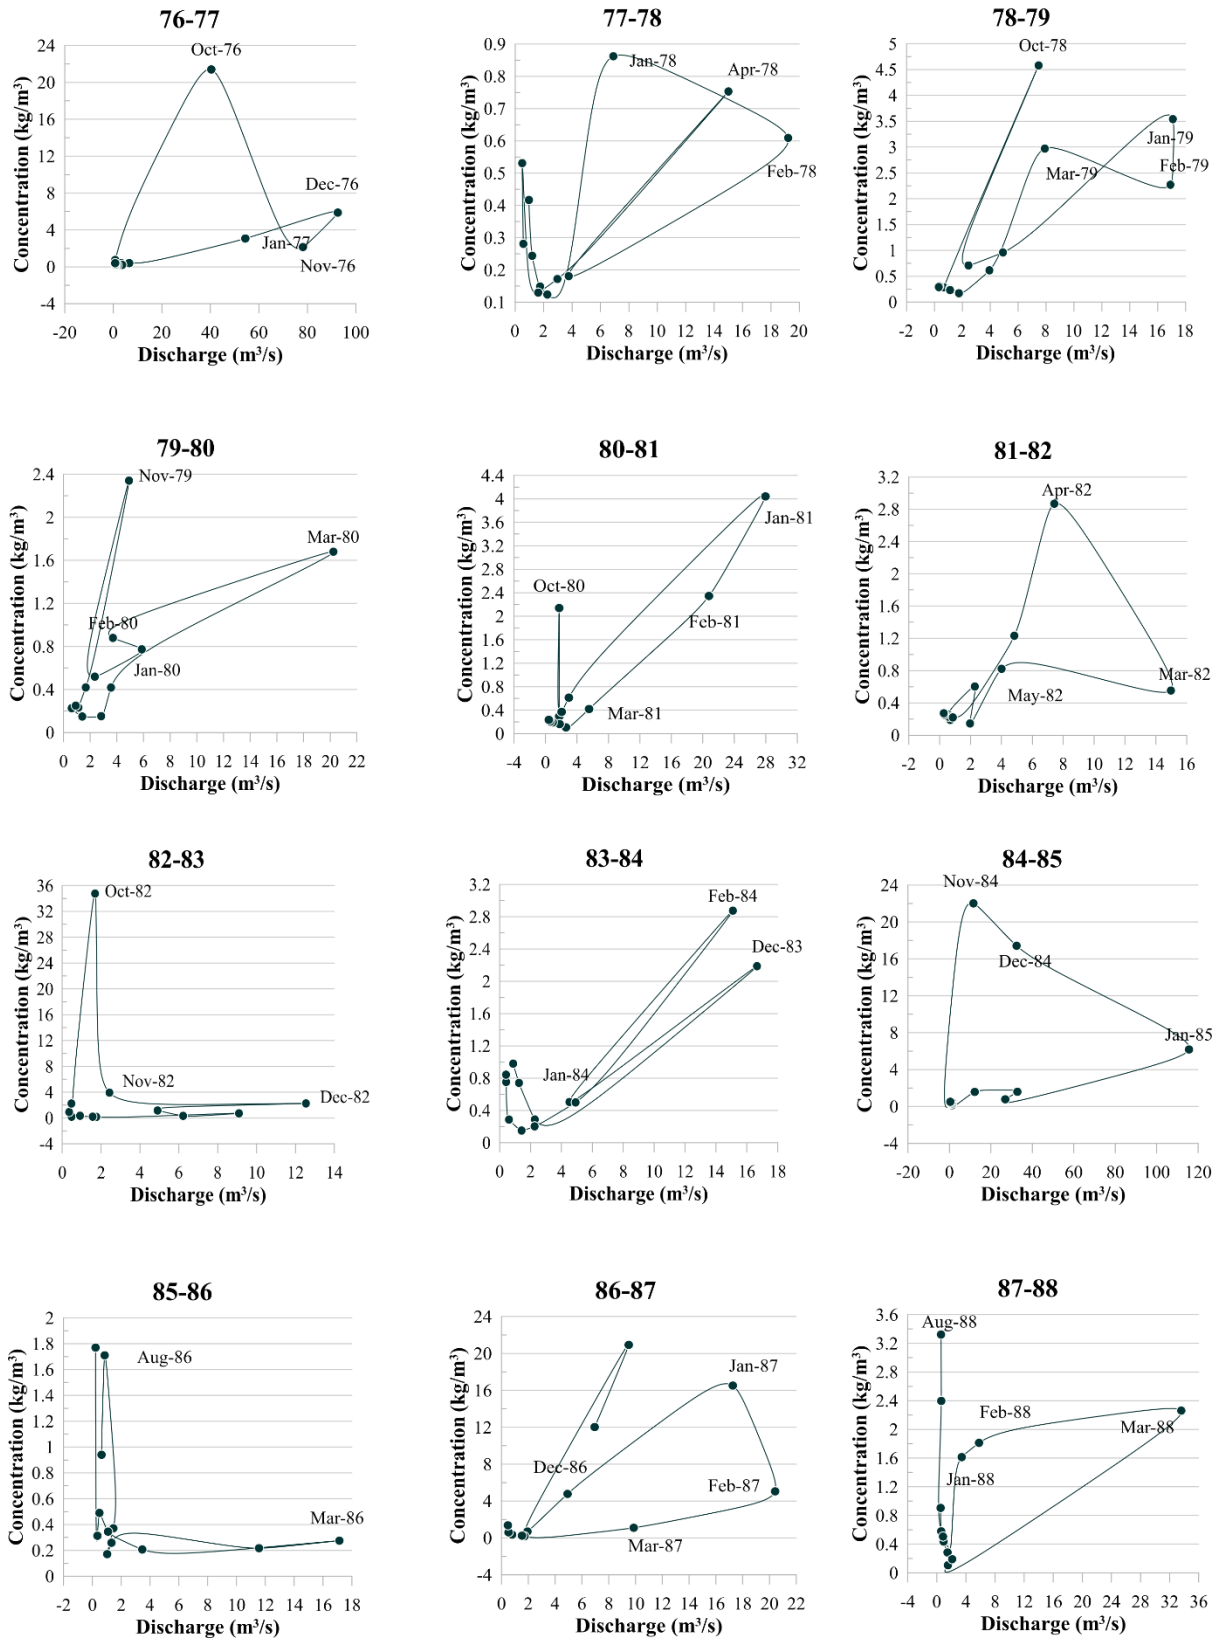 76-77
Concentration (kg/m³)
24
20
16
12
8
4
0
-4
Oct-76
Dec-76
Jan-77
Nov-76
-20 0 20 40 60 80 100
Discharge (m³/s)
77-78
Concentration (kg/m³)
0.9
0.8
0.7
0.6
0.5
0.4
0.3
0.2
0.1
Jan-78
Apr-78
Feb-78
0 2 4 6 8 10 12 14 16 18 20
Discharge (m³/s)
78-79
Concentration (kg/m³)
5
4.5
4
3.5
3
2.5
2
1.5
1
0.5
0
Oct-78
Jan-79
Feb-79
Mar-79
0 2 4 6 8 10 12 14 16 18
Discharge (m³/s)
79-80
Concentration (kg/m³)
2.4
2
1.6
1.2
0.8
0.4
0
Nov-79
Mar-80
Feb-80
Jan-80
0 2 4 6 8 10 12 14 16 18 20 22
Discharge (m³/s)
80-81
Concentration (kg/m³)
4.4
4
3.6
3.2
2.8
2.4
2
1.6
1.2
0.8
0.4
0
Jan-81
Oct-80
Feb-81
Mar-81
-4 0 4 8 12 16 20 24 28 32
Discharge (m³/s)
81-82
Concentration (kg/m³)
3.2
2.8
2.4
2
1.6
1.2
0.8
0.4
0
Apr-82
Mar-82
May-82
-2 0 2 4 6 8 10 12 14 16
Discharge (m³/s)
82-83
Concentration (kg/m³)
36
32
28
24
20
16
12
8
4
0
-4
Oct-82
Nov-82
Dec-82
0 2 4 6 8 10 12 14
Discharge (m³/s)
83-84
Concentration (kg/m³)
3.2
2.8
2.4
2
1.6
1.2
0.8
0.4
0
Feb-84
Dec-83
Jan-84
0 2 4 6 8 10 12 14 16 18
Discharge (m³/s)
84-85
Concentration (kg/m³)
24
20
16
12
8
4
0
-4
Nov-84
Dec-84
Jan-85
-20 0 20 40 60 80 100 120
Discharge (m³/s)
85-86
Concentration (kg/m³)
2
1.8
1.6
1.4
1.2
1
0.8
0.6
0.4
0.2
0
Aug-86
Mar-86
-2 0 2 4 6 8 10 12 14 16 18
Discharge (m³/s)
86-87
Concentration (kg/m³)
24
20
16
12
8
4
0
-4
Jan-87
Dec-86
Feb-87
Mar-87
0 2 4 6 8 10 12 14 16 18 20 22
Discharge (m³/s)
87-88
Concentration (kg/m³)
3.6
3.2
2.8
2.4
2
1.6
1.2
0.8
0.4
0
Aug-88
Feb-88
Mar-88
Jan-88
-4 0 4 8 12 16 20 24 28 32 36
Discharge (m³/s)